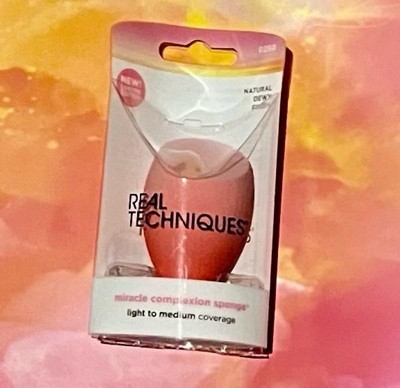 NEW!
NATURAL
DEWY
REAL
TECHNIQUES
miracle complexion sponge
light to medium coverage